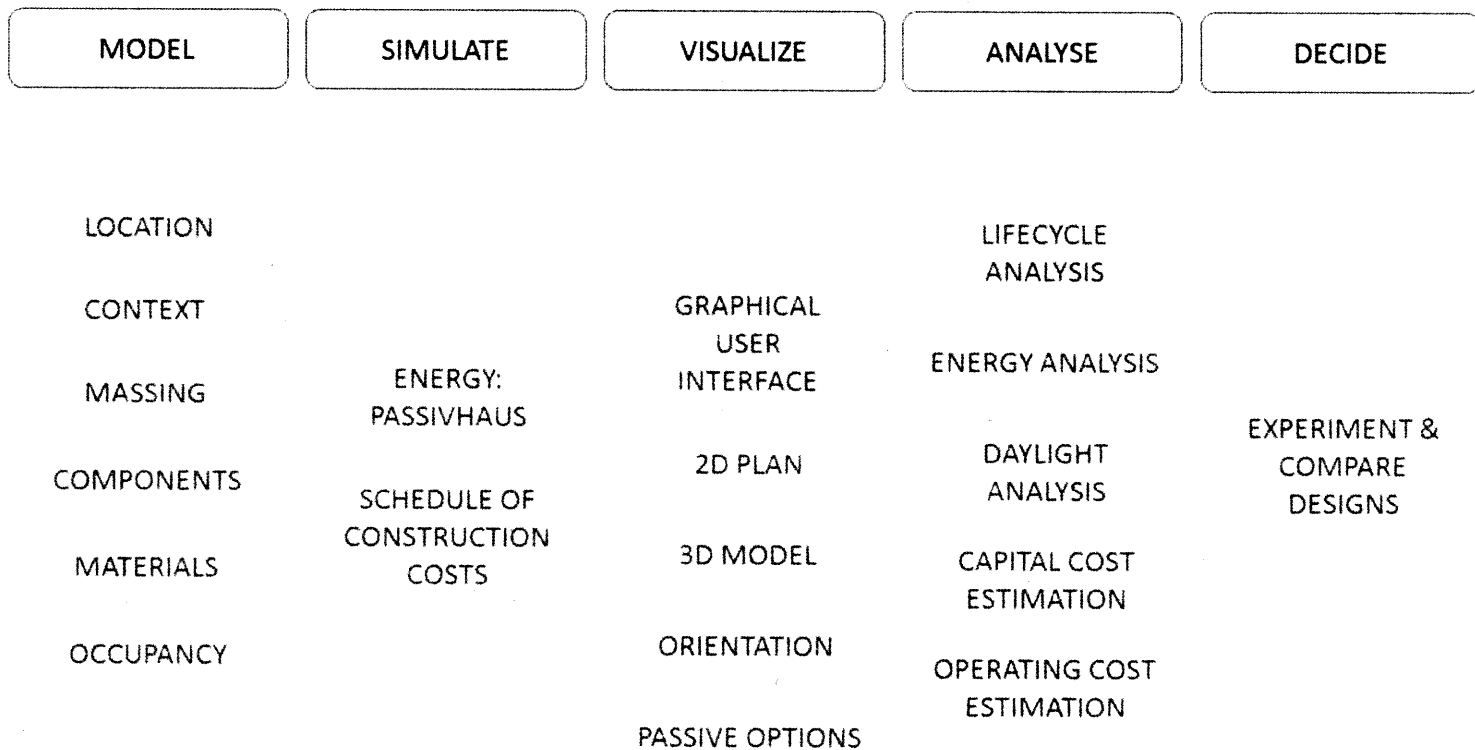 MODEL
SIMULATE
VISUALIZE
ANALYSE
DECIDE
LOCATION
CONTEXT
MASSING
COMPONENTS
MATERIALS
OCCUPANCY
ENERGY:
PASSIVHAUS
SCHEDULE OF
CONSTRUCTION
COSTS
GRAPHICAL
USER
INTERFACE
2D PLAN
3D MODEL
ORIENTATION
PASSIVE OPTIONS
LIFECYCLE
ANALYSIS
ENERGY ANALYSIS
DAYLIGHT
ANALYSIS
CAPITAL COST
ESTIMATION
OPERATING COST
ESTIMATION
EXPERIMENT &
COMPARE
DESIGNS